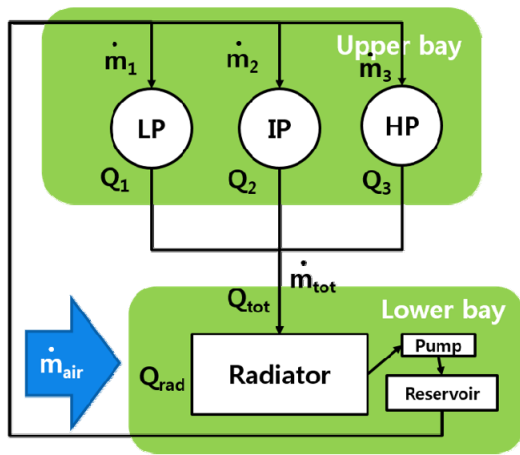 Upper bay
ṁ1
ṁ2
ṁ3
LP
IP
HP
Q1
Q2
Q3
ṁtot
Qtot
Lower bay
ṁair
Qrad
Radiator
Pump
Reservoir